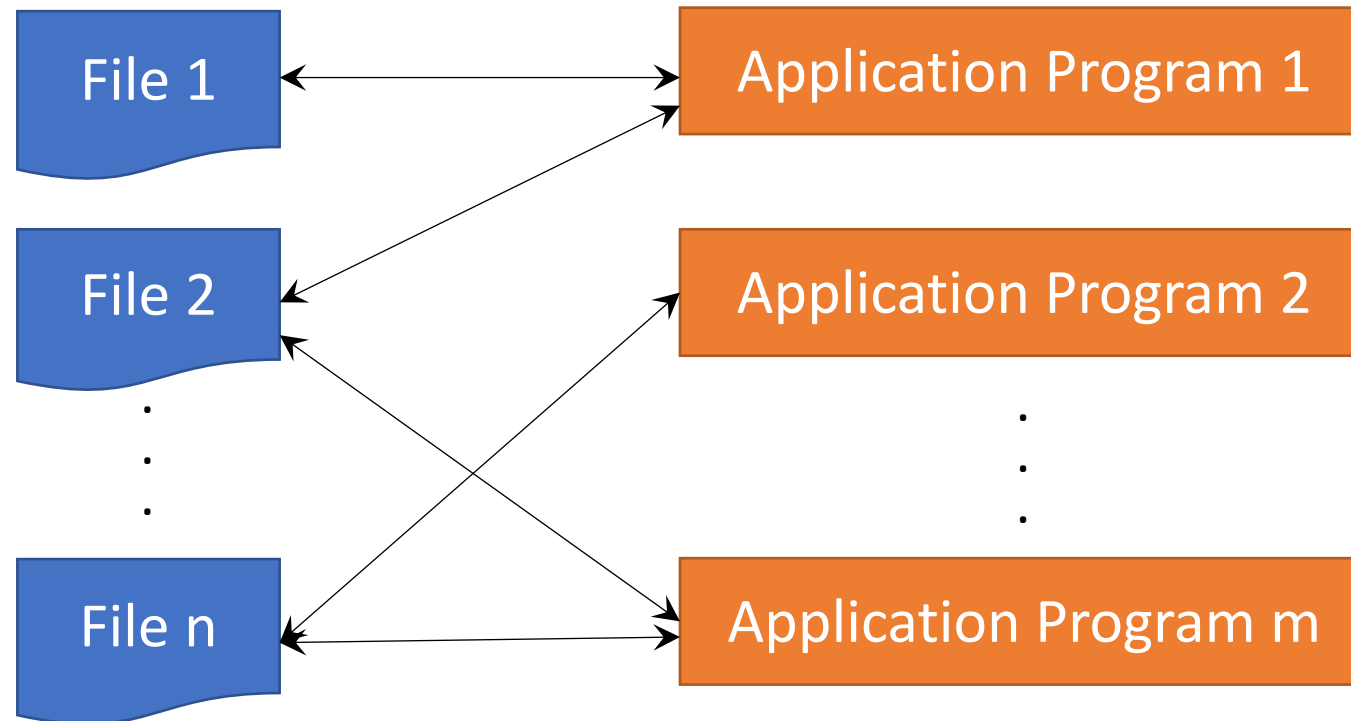 File 1
Application Program 1
File 2
Application Program 2
.
.
.
.
.
.
File n
Application Program m